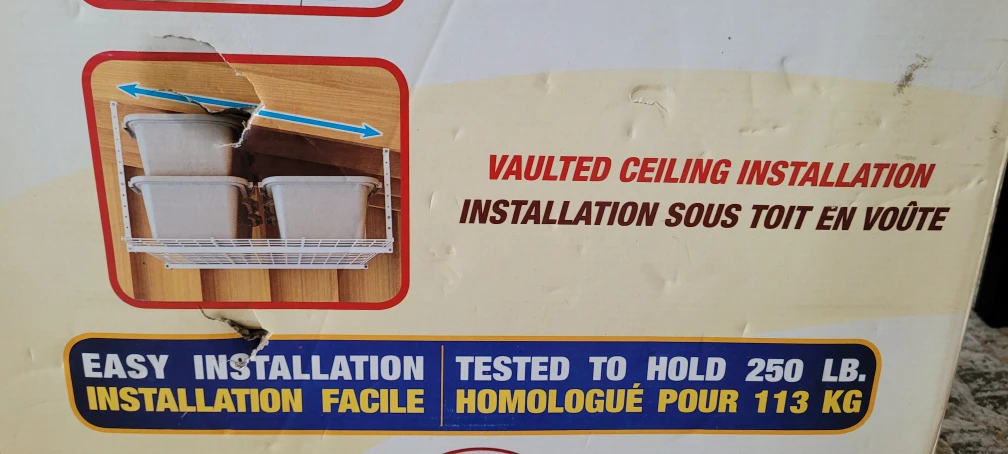 VAULTED CEILING INSTALLATION
INSTALLATION SOUS TOIT EN VOÛTE
EASY INSTALLATION
INSTALLATION FACILE
TESTED TO HOLD 250 LB.
HOMOLOGUÉ POUR 113 KG